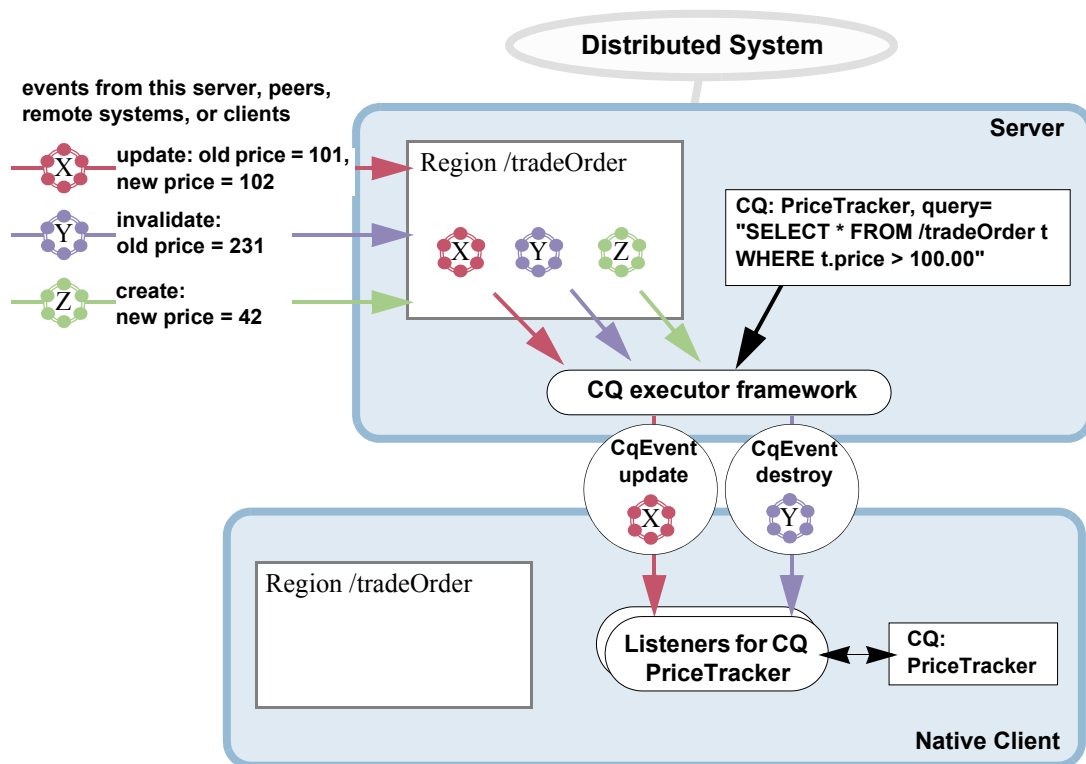 Distributed System
events from this server, peers,
remote systems, or clients
X
update: old price = 101,
new price = 102
Y
invalidate:
old price = 231
Z
create:
new price = 42
Server
Region /tradeOrder
X
Y
Z
CQ: PriceTracker, query=
"SELECT * FROM /tradeOrder t
WHERE t.price > 100.00"
CQ executor framework
CqEvent
update
X
CqEvent
destroy
Y
Region /tradeOrder
Listeners for CQ
PriceTracker
CQ:
PriceTracker
Native Client